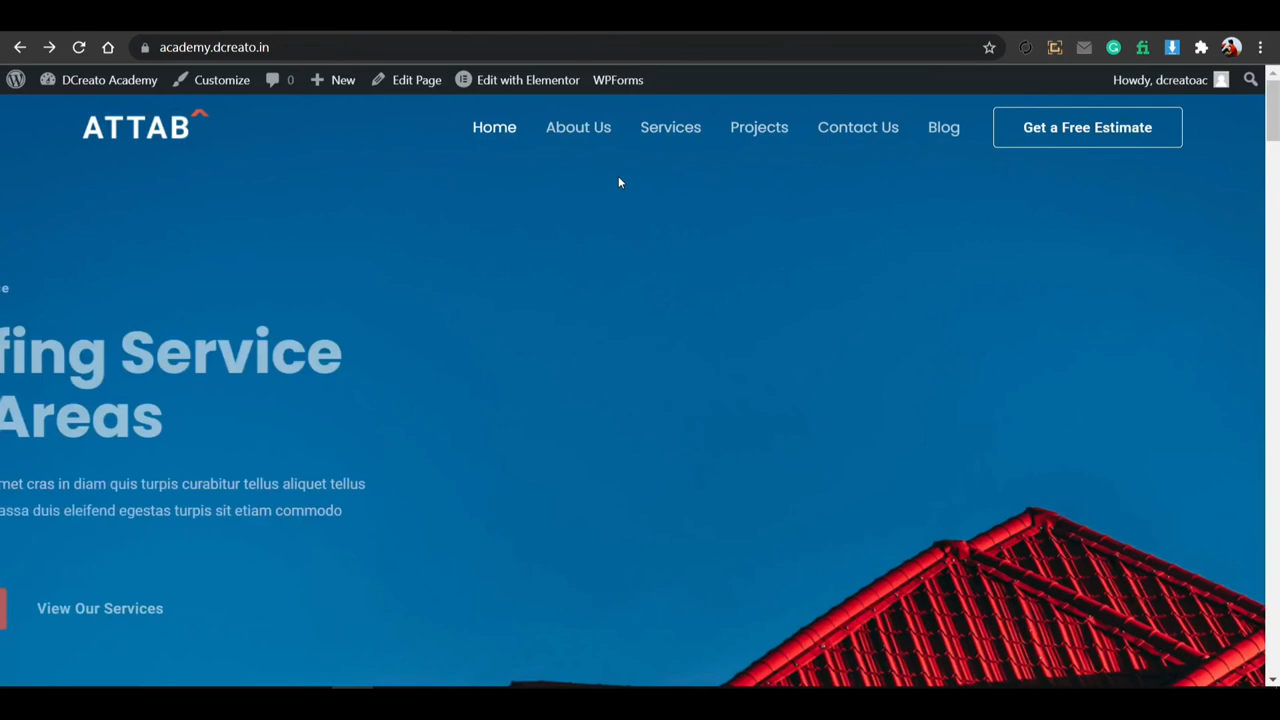 academy.dcreato.in
DCreato Academy Customize 0 New Edit Page Edit with Elementor WPForms Howdy, dcreatoac
ATTAB Home About Us Services Projects Contact Us Blog Get a Free Estimate
e
fing Service
Areas
met cras in diam quis turpis curabitur tellus aliquet tellus
assa duis eleifend egestas turpis sit etiam commodo
View Our Services